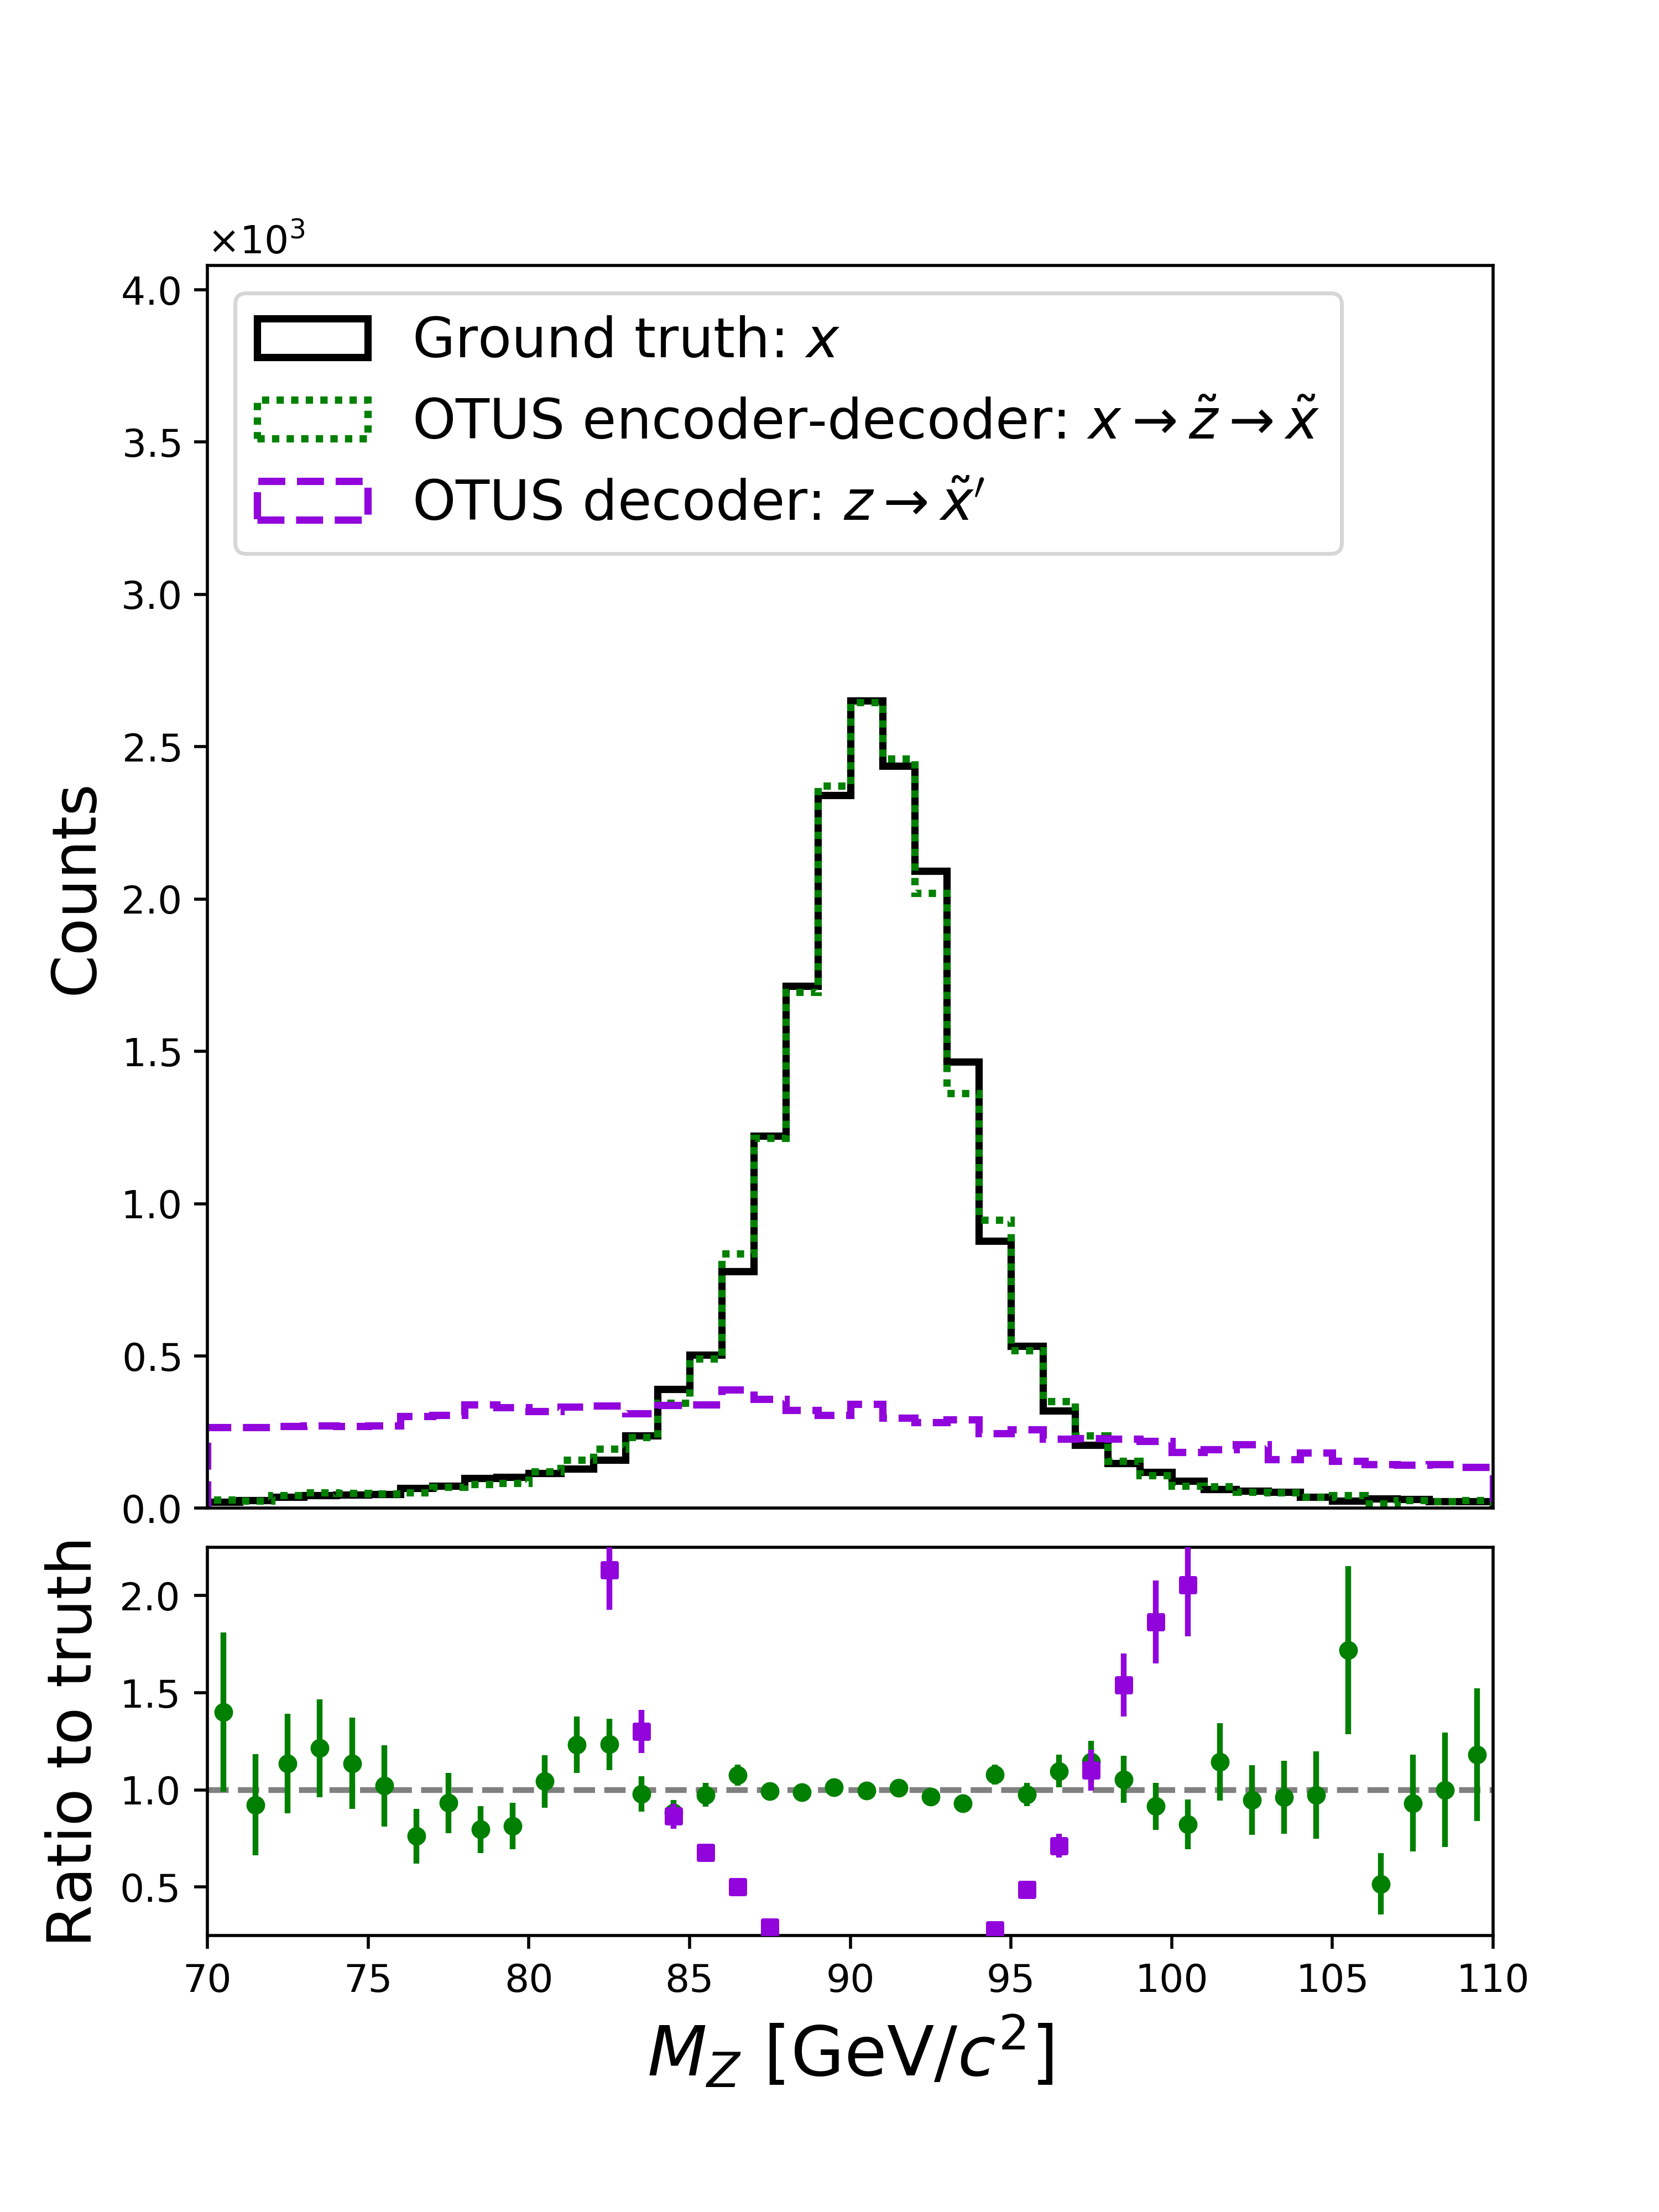 ×10³
4.0
3.5
3.0
2.5
2.0
1.5
1.0
0.5
0.0
Counts
Ground truth: x
OTUS encoder-decoder: x → z̃ → x̃
OTUS decoder: z → x̃′
2.0
1.5
1.0
0.5
Ratio to truth
70 75 80 85 90 95 100 105 110
M_Z [GeV/c²]